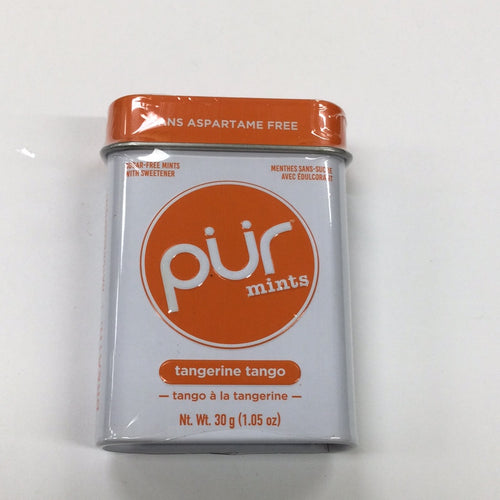 ANS ASPARTAME FREE
SUGAR-FREE MINTS
WITH SWEETENER
MENTHES SANS-SUCRE
AVEC ÉDULCORANT
pür
mints
tangerine tango
— tango à la tangerine —
Nt. Wt. 30 g (1.05 oz)